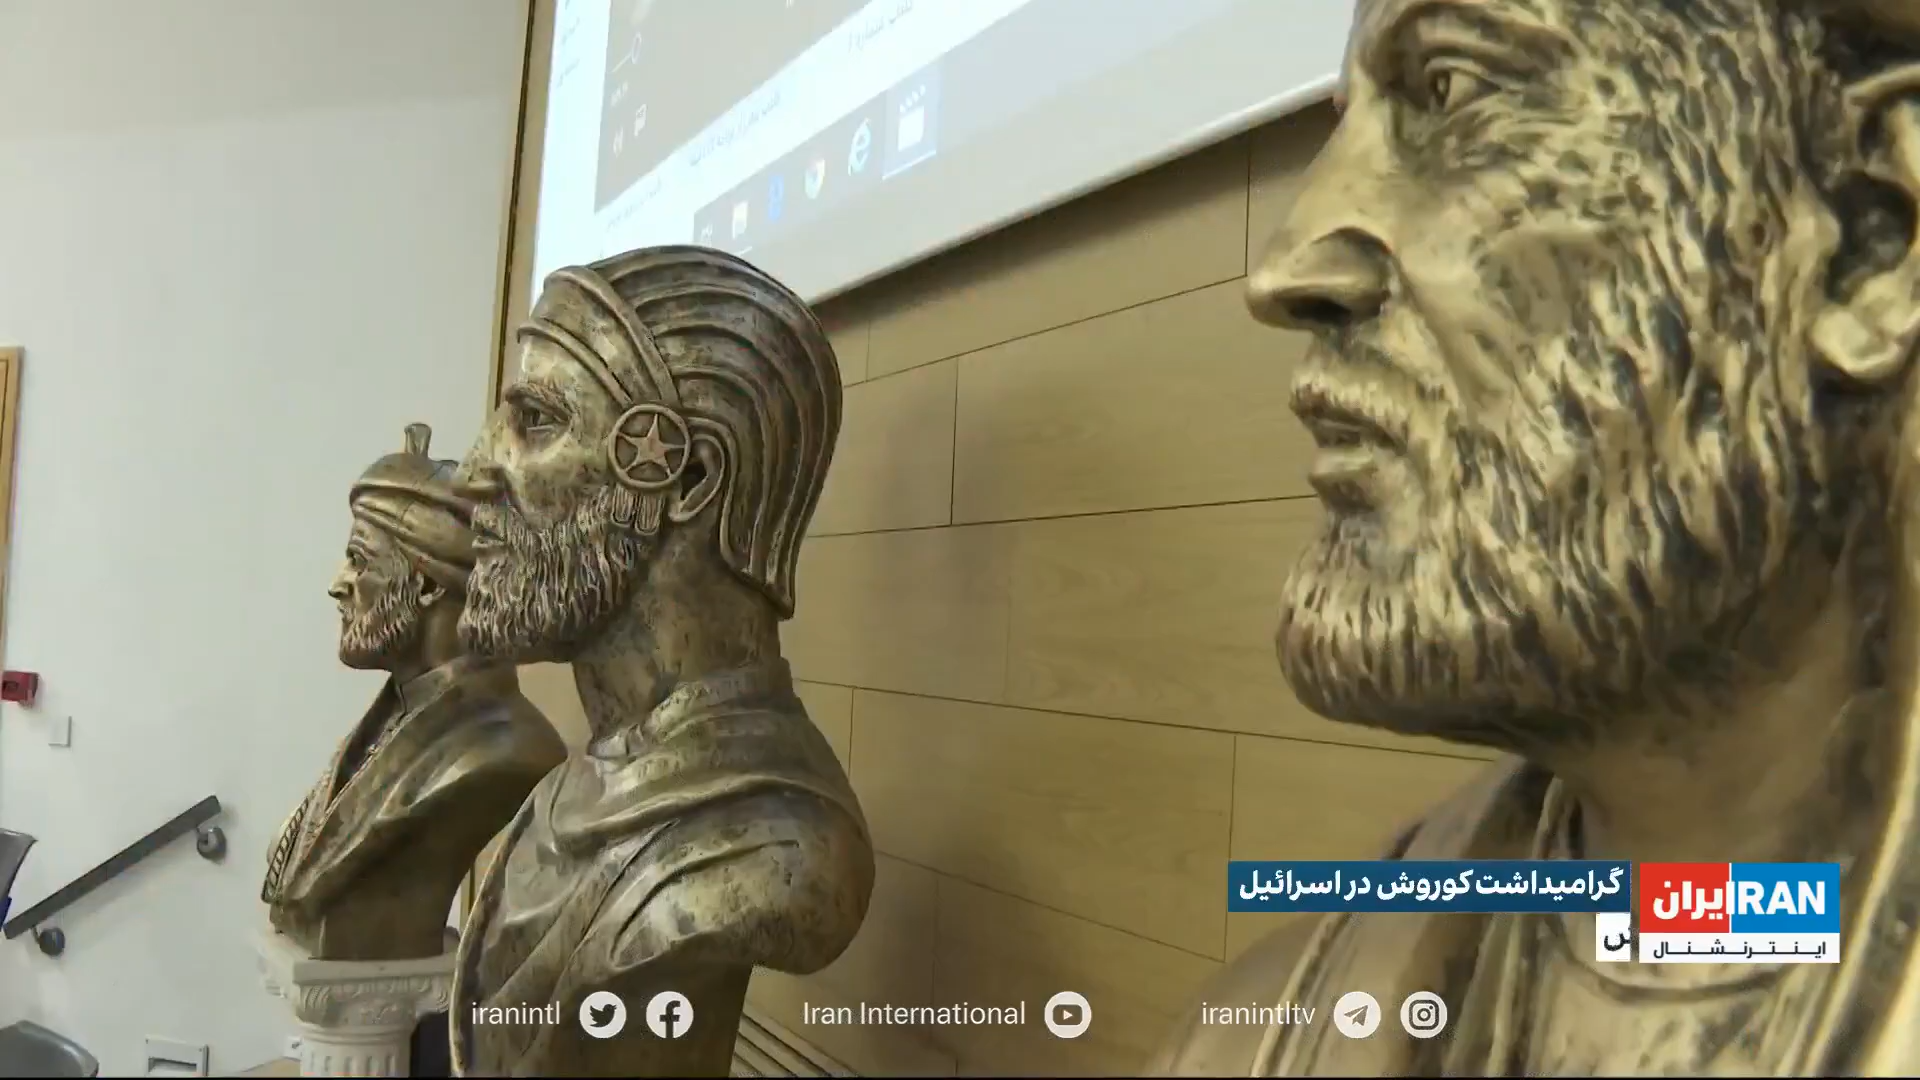 گرامیداشت کوروش در اسرائیل
ایران IRAN
اینترنشنال
iranintl
Iran International
iranintltv